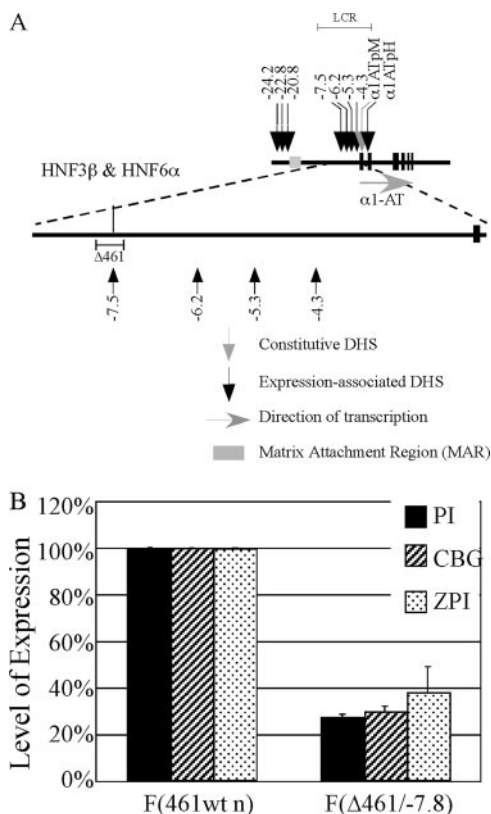 A
LCR
-24.2
-22.8
-20.8
-7.5
-6.2
-5.3
-4.3
α1ATpM
α1ATpH
HNF3β & HNF6α
α1-AT
Δ461
-7.5
-6.2
-5.3
-4.3
Constitutive DHS
Expression-associated DHS
Direction of transcription
Matrix Attachment Region (MAR)
B
Level of Expression
120%
100%
80%
60%
40%
20%
0%
PI
CBG
ZPI
F(461wt n)
F(Δ461/-7.8)